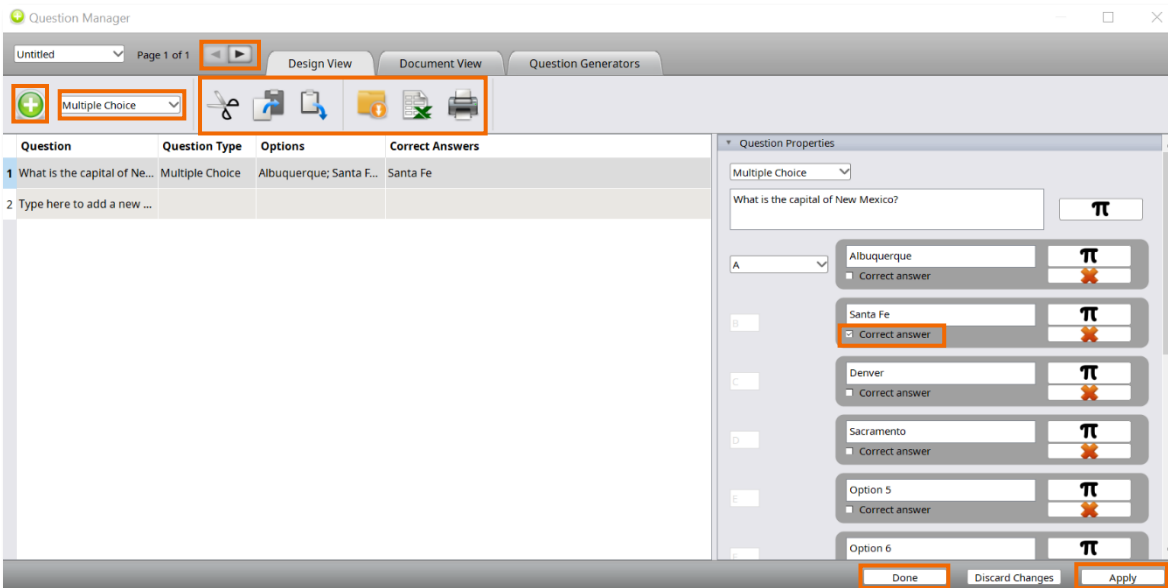 Question Manager
Untitled Page 1 of 1 Design View Document View Question Generators
Multiple Choice
Question Question Type Options Correct Answers
1 What is the capital of Ne... Multiple Choice Albuquerque; Santa F... Santa Fe
2 Type here to add a new ...
Question Properties
Multiple Choice
What is the capital of New Mexico?
π
A Albuquerque π
Correct answer
B Santa Fe π
Correct answer
C Denver π
Correct answer
D Sacramento π
Correct answer
E Option 5 π
Correct answer
F Option 6 π
Done Discard Changes Apply